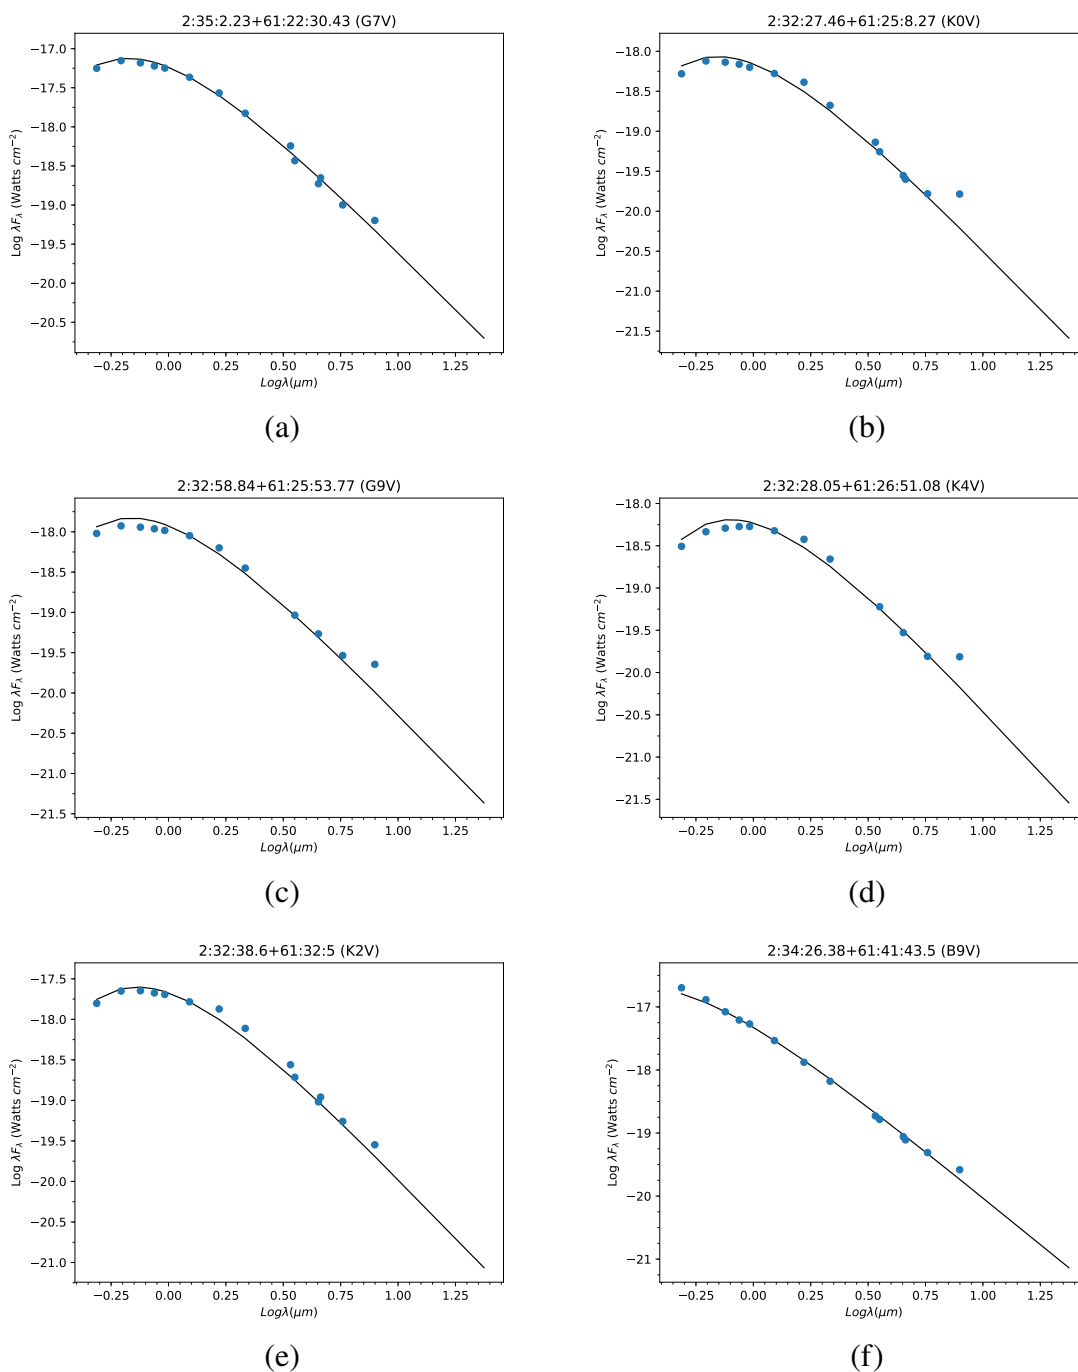 2:35:2.23+61:22:30.43 (G7V)
−17.0
−17.5
−18.0
−18.5
−19.0
−19.5
−20.0
−20.5
Log λFλ (Watts cm−2)
−0.25 0.00 0.25 0.50 0.75 1.00 1.25
Logλ(μm)
(a)
2:32:27.46+61:25:8.27 (K0V)
−18.0
−18.5
−19.0
−19.5
−20.0
−20.5
−21.0
−21.5
Log λFλ (Watts cm−2)
−0.25 0.00 0.25 0.50 0.75 1.00 1.25
Logλ(μm)
(b)
2:32:58.84+61:25:53.77 (G9V)
−18.0
−18.5
−19.0
−19.5
−20.0
−20.5
−21.0
−21.5
Log λFλ (Watts cm−2)
−0.25 0.00 0.25 0.50 0.75 1.00 1.25
Logλ(μm)
(c)
2:32:28.05+61:26:51.08 (K4V)
−18.0
−18.5
−19.0
−19.5
−20.0
−20.5
−21.0
−21.5
Log λFλ (Watts cm−2)
−0.25 0.00 0.25 0.50 0.75 1.00 1.25
Logλ(μm)
(d)
2:32:38.6+61:32:5 (K2V)
−17.5
−18.0
−18.5
−19.0
−19.5
−20.0
−20.5
−21.0
Log λFλ (Watts cm−2)
−0.25 0.00 0.25 0.50 0.75 1.00 1.25
Logλ(μm)
(e)
2:34:26.38+61:41:43.5 (B9V)
−17
−18
−19
−20
−21
Log λFλ (Watts cm−2)
−0.25 0.00 0.25 0.50 0.75 1.00 1.25
Logλ(μm)
(f)